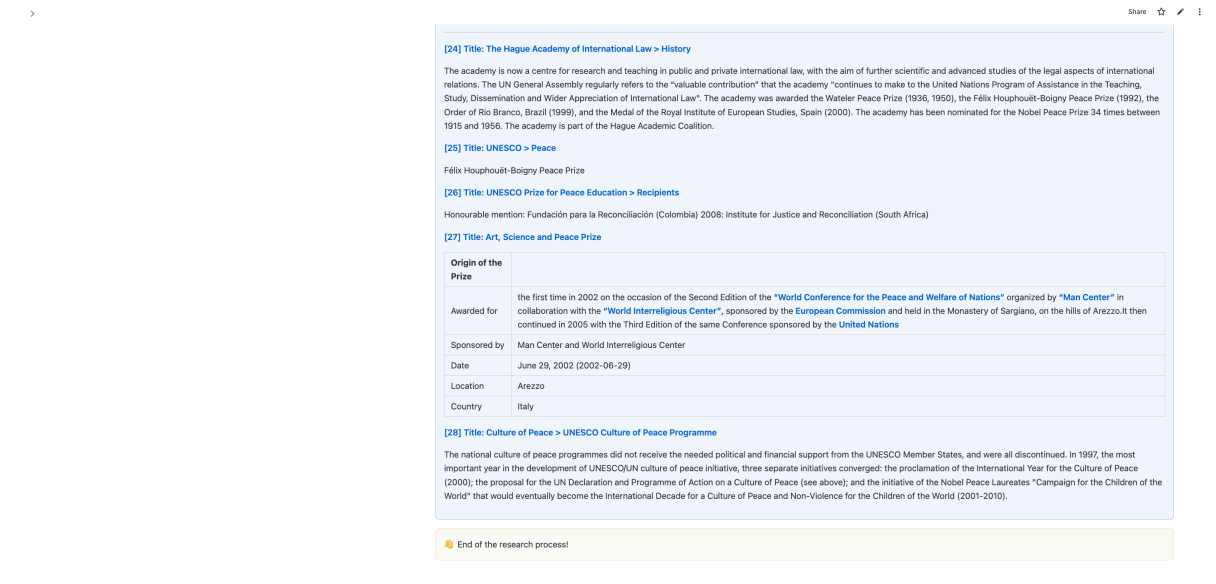 Share
[24] Title: The Hague Academy of International Law > History
The academy is now a centre for research and teaching in public and private international law, with the aim of further scientific and advanced studies of the legal aspects of international
relations. The UN General Assembly regularly refers to the "valuable contribution" that the academy "continues to make to the United Nations Program of Assistance in the Teaching,
Study, Dissemination and Wider Appreciation of International Law". The academy was awarded the Wateler Peace Prize (1936, 1950), the Félix Houphouët-Boigny Peace Prize (1992), the
Order of Rio Branco, Brazil (1999), and the Medal of the Royal Institute of European Studies, Spain (2000). The academy has been nominated for the Nobel Peace Prize 34 times between
1915 and 1956. The academy is part of the Hague Academic Coalition.
[25] Title: UNESCO > Peace
Félix Houphouët-Boigny Peace Prize
[26] Title: UNESCO Prize for Peace Education > Recipients
Honourable mention: Fundación para la Reconciliación (Colombia) 2008: Institute for Justice and Reconciliation (South Africa)
[27] Title: Art, Science and Peace Prize
Origin of the
Prize
Awarded for
the first time in 2002 on the occasion of the Second Edition of the "World Conference for the Peace and Welfare of Nations" organized by "Man Center" in
collaboration with the "World Interreligious Center", sponsored by the European Commission and held in the Monastery of Sargiano, on the hills of Arezzo.It then
continued in 2005 with the Third Edition of the same Conference sponsored by the United Nations
Sponsored by Man Center and World Interreligious Center
Date June 29, 2002 (2002-06-29)
Location Arezzo
Country Italy
[28] Title: Culture of Peace > UNESCO Culture of Peace Programme
The national culture of peace programmes did not receive the needed political and financial support from the UNESCO Member States, and were all discontinued. In 1997, the most
important year in the development of UNESCO/UN culture of peace initiative, three separate initiatives converged: the proclamation of the International Year for the Culture of Peace
(2000); the proposal for the UN Declaration and Programme of Action on a Culture of Peace (see above); and the initiative of the Nobel Peace Laureates "Campaign for the Children of the
World" that would eventually become the International Decade for a Culture of Peace and Non-Violence for the Children of the World (2001-2010).
👋 End of the research process!